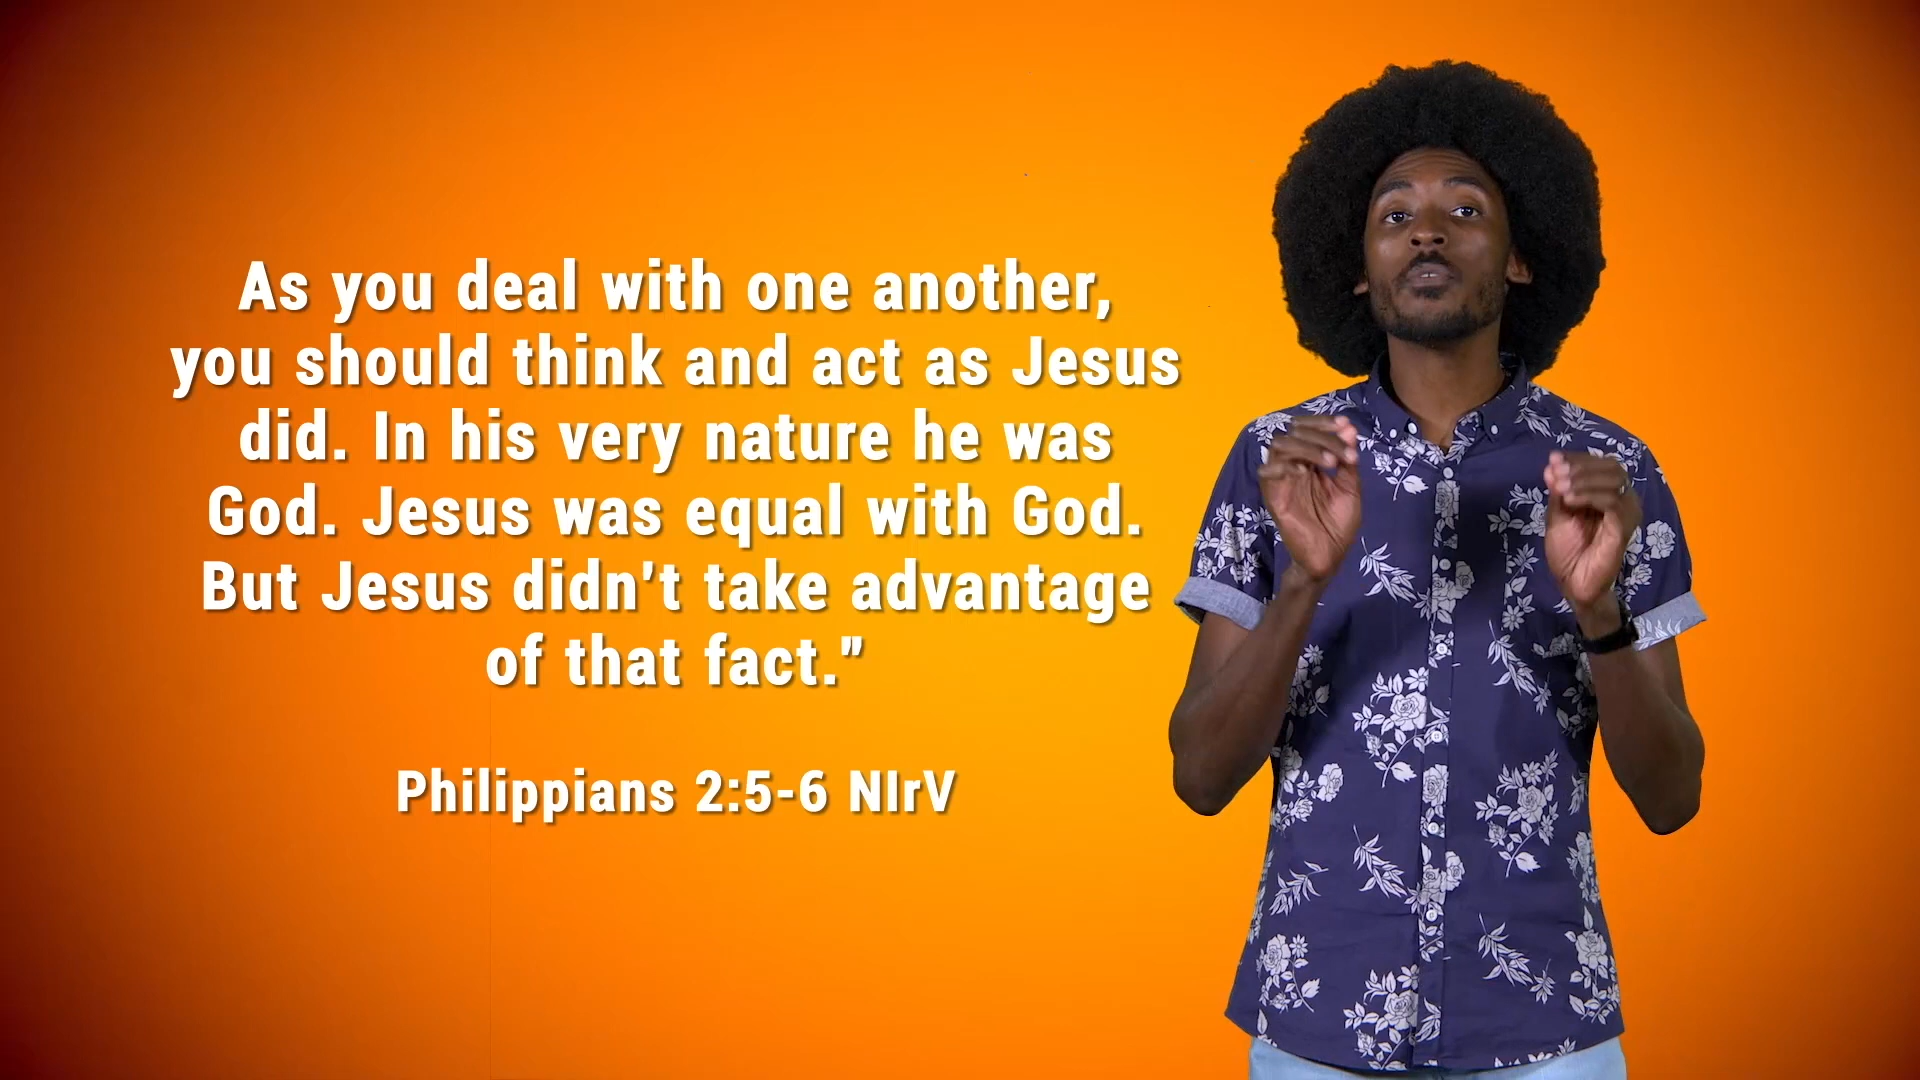 As you deal with one another,
you should think and act as Jesus
did. In his very nature he was
God. Jesus was equal with God.
But Jesus didn't take advantage
of that fact.”
Philippians 2:5-6 NIrV